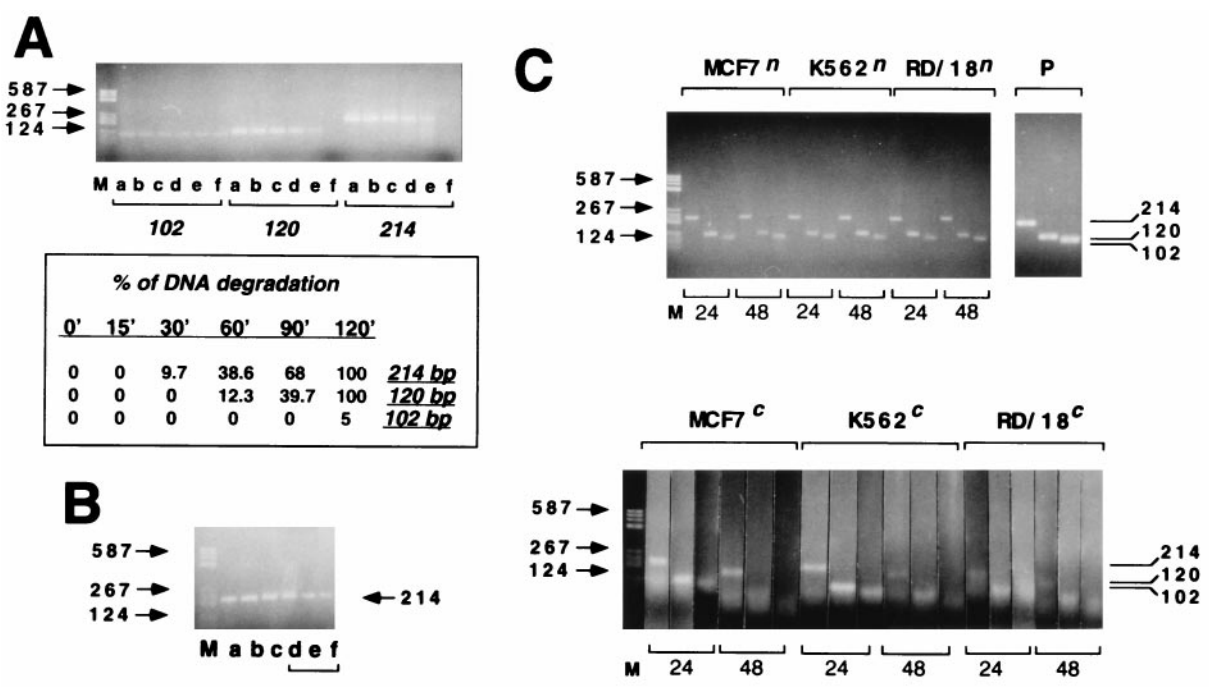 A
587
267
124
M a b c d e f a b c d e f a b c d e f
102 120 214
% of DNA degradation
0' 15' 30' 60' 90' 120'
0 0 9.7 38.6 68 100 214 bp
0 0 0 12.3 39.7 100 120 bp
0 0 0 0 0 5 102 bp
B
587
267
124
214
M a b c d e f
C
MCF7 n K562 n RD/18 n P
587
267
124
214
120
102
M 24 48 24 48 24 48
MCF7 c K562 c RD/18 c
587
267
124
214
120
102
M 24 48 24 48 24 48